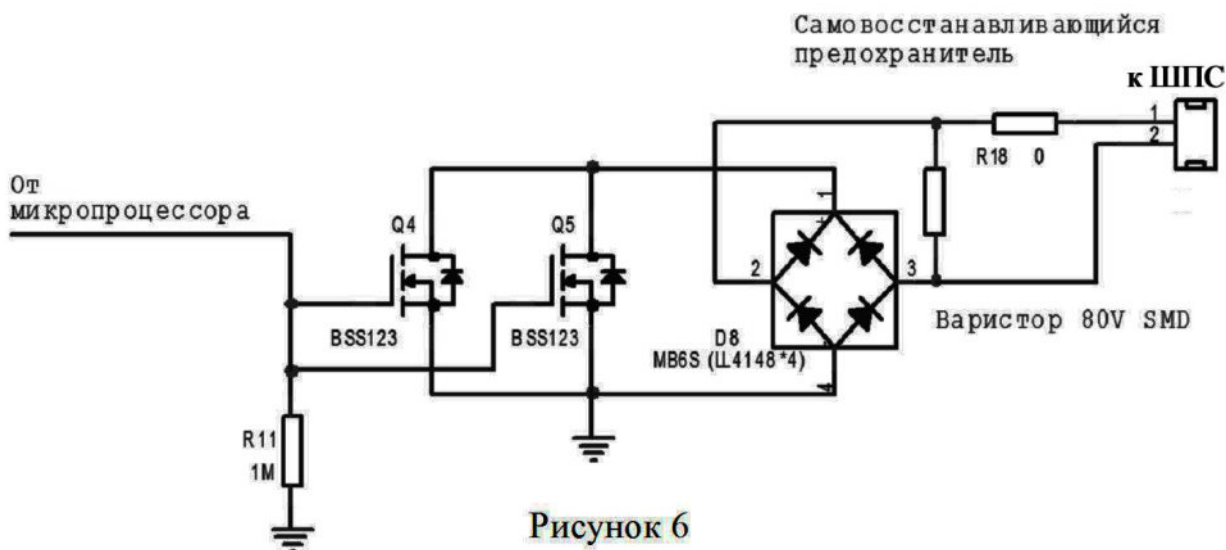 Самовосстанавливающийся
предохранитель
к ШПС
1
2
R18 0
От
микропроцессора
Q4
Q5
1
2
3
BSS123
BSS123
D8
MB6S (LL4148*4)
4
Варистор 80V SMD
R11
1M
Рисунок 6